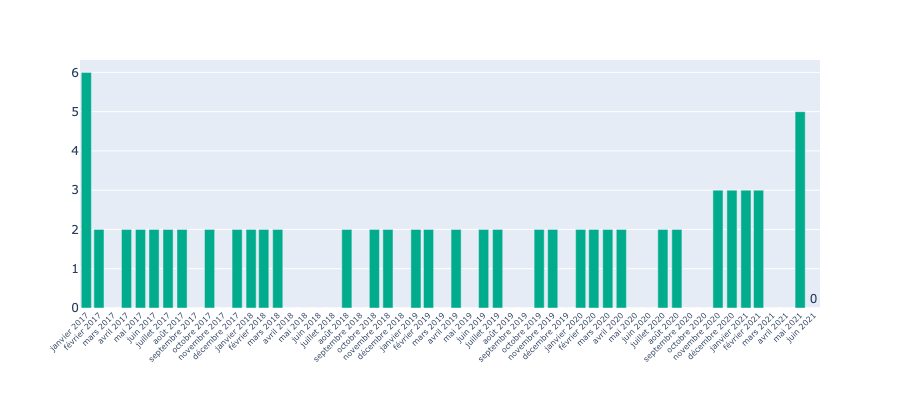 6
5
4
3
2
1
0
0
janvier 2017
février 2017
mars 2017
avril 2017
mai 2017
juin 2017
juillet 2017
août 2017
septembre 2017
octobre 2017
novembre 2017
décembre 2017
janvier 2018
février 2018
mars 2018
avril 2018
mai 2018
juin 2018
juillet 2018
août 2018
septembre 2018
octobre 2018
novembre 2018
décembre 2018
janvier 2019
février 2019
mars 2019
avril 2019
mai 2019
juin 2019
juillet 2019
août 2019
septembre 2019
octobre 2019
novembre 2019
décembre 2019
janvier 2020
février 2020
mars 2020
avril 2020
mai 2020
juin 2020
juillet 2020
août 2020
septembre 2020
octobre 2020
novembre 2020
décembre 2020
janvier 2021
février 2021
mars 2021
avril 2021
mai 2021
juin 2021